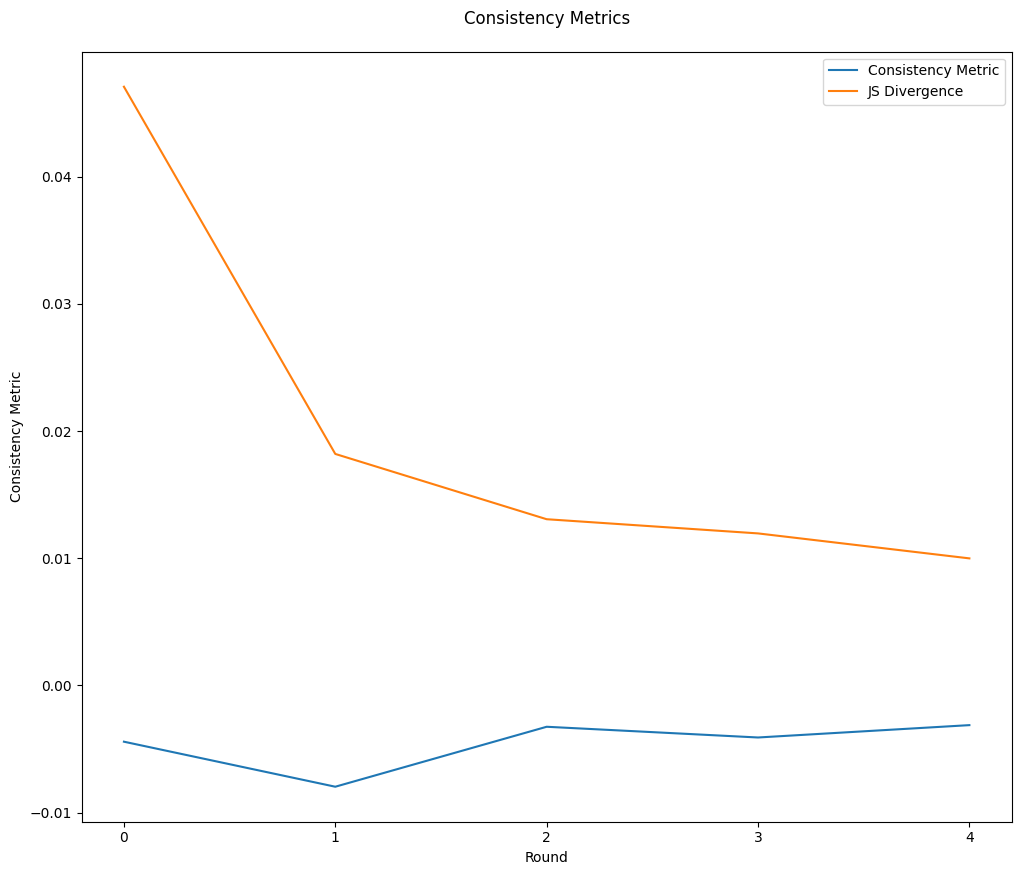 Consistency Metrics
Consistency Metric
JS Divergence
0.04
0.03
0.02
0.01
0.00
−0.01
Consistency Metric
0
1
2
3
4
Round